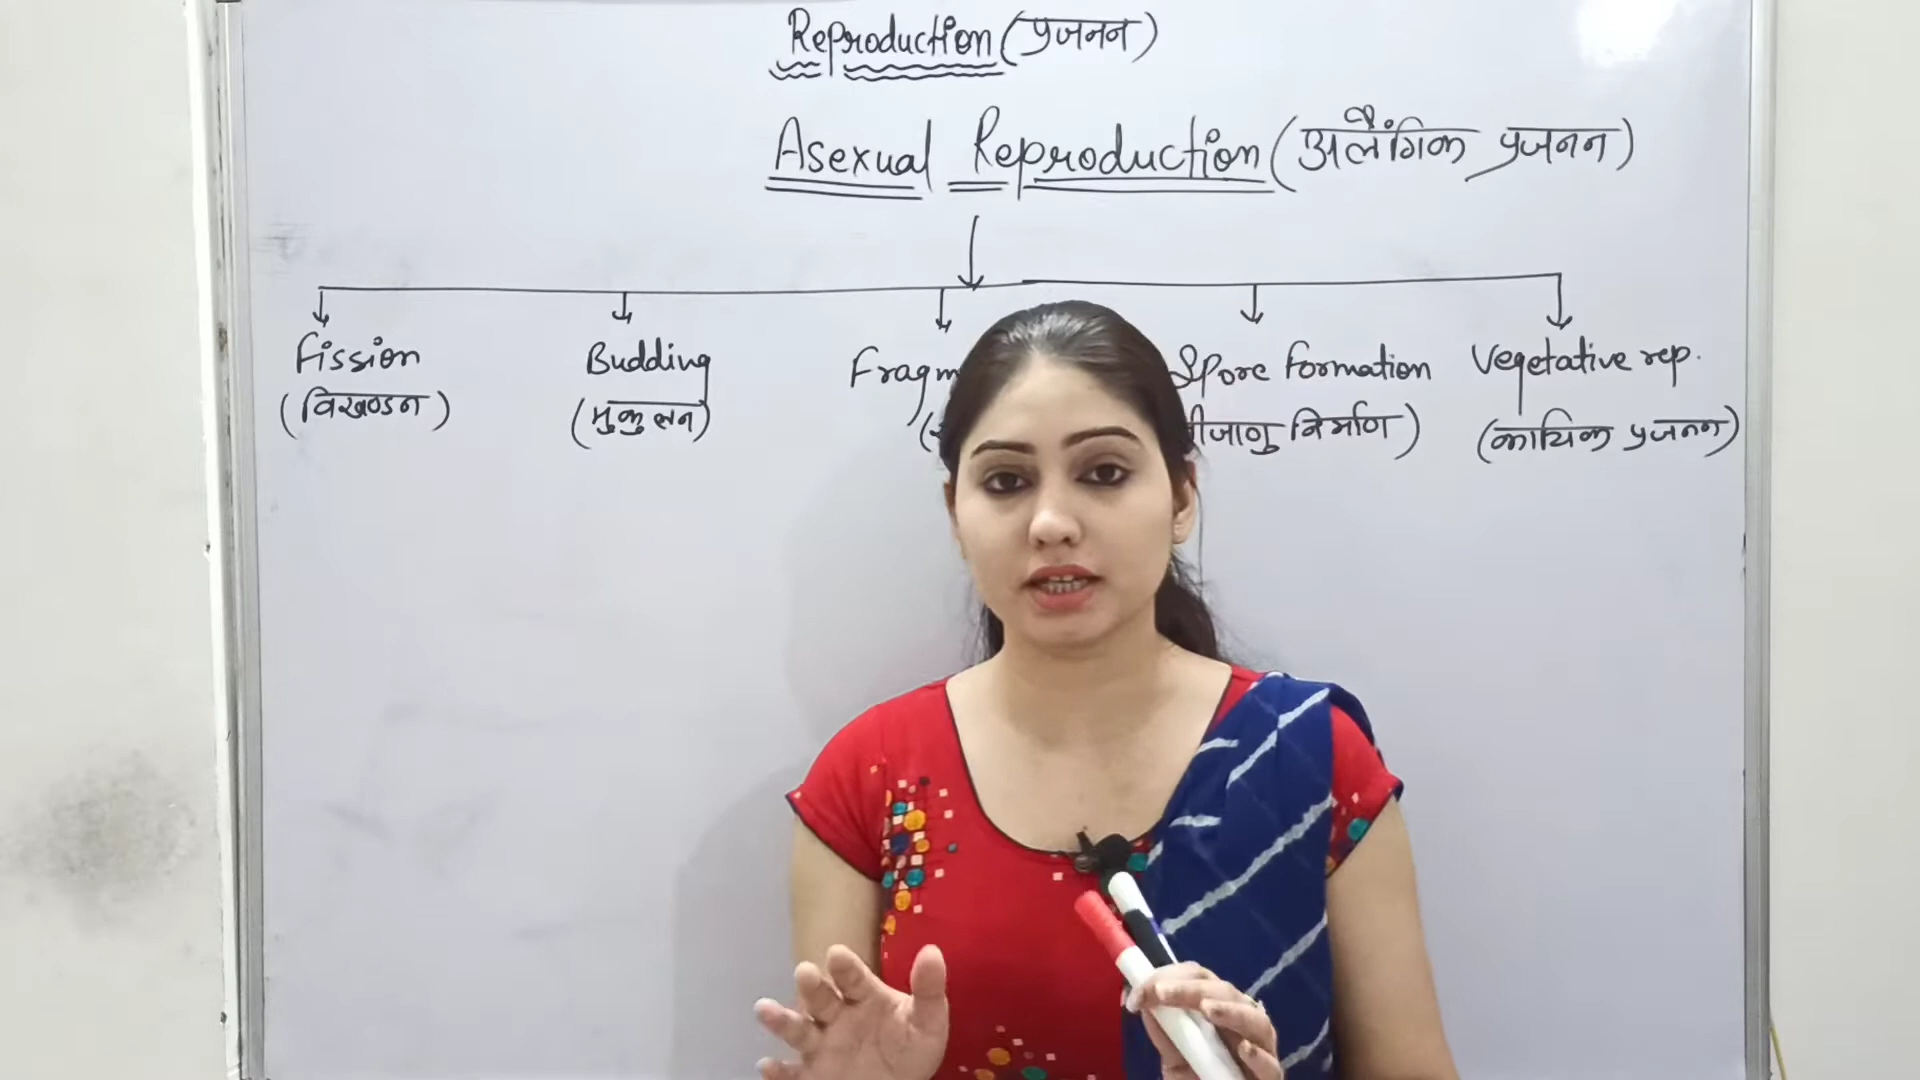 Reproduction (प्रजनन)
Asexual Reproduction (अलैंगिक प्रजनन)
Fission Budding Spore formation Vegetative rep.
(विखण्डन) (मुकुलन) निर्माण) (कायिक प्रजनन)